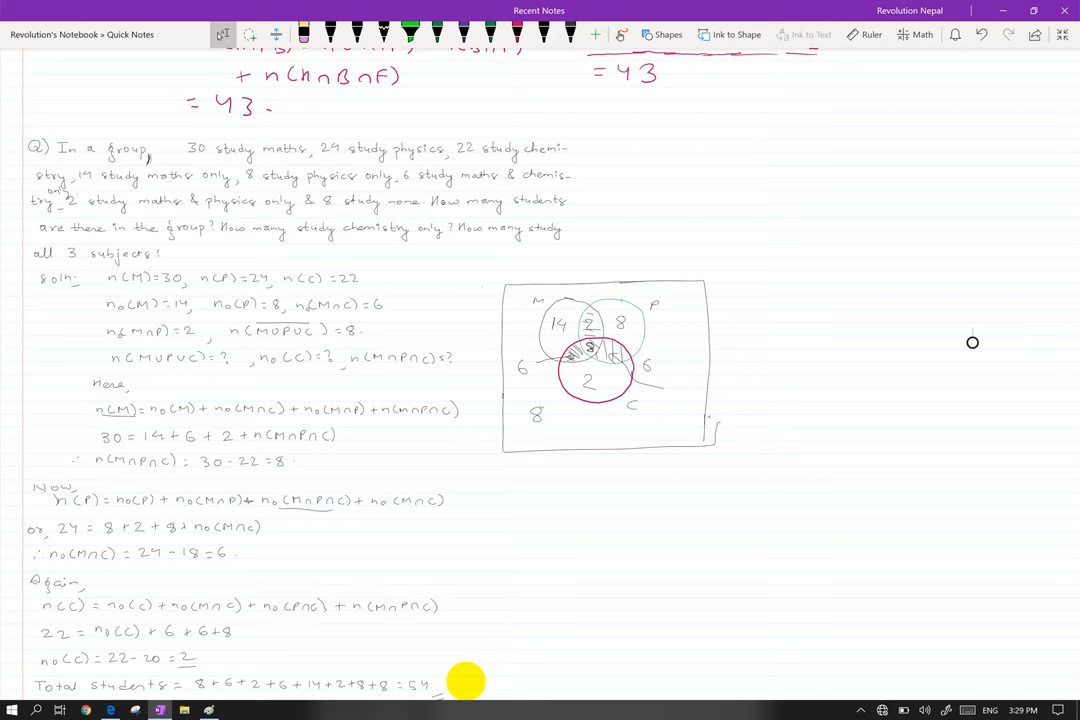 Recent Notes
Revolution Nepal
Revolution's Notebook » Quick Notes
Shapes
Ink to Shape
Ink to Text
Ruler
Math
+ n(NnBnF)
= 43.
= 43
Q) In a group, 30 study maths, 24 study physics, 22 study chemi-
stry, 14 study maths only, 8 study physics only, 6 study maths & chemis-
try only, 2 study maths & physics only & 8 study none. How many students
are there in the group? How many study chemistry only? How many study
all 3 subjects?
Soln: n(M)=30, n(P)=24, n(C)=22
no(M)=14, no(P)=8, no(M∩C)=6
no(M∩P)=2, n(M∪P∪C)‾=8.
n(M∪P∪C)=?, no(C)=?, n(M∩P∩C)=?
Here,
n(M)=no(M)+no(M∩C)+no(M∩P)+n(M∩P∩C)
30=14+6+2+n(M∩P∩C)
∴ n(M∩P∩C)=30-22=8.
Now,
n(P)=no(P)+no(M∩P)+no(M∩P∩C)+no(M∩C)
or, 24=8+2+8+no(M∩C)
∴ no(M∩C)=24-18=6.
Again,
n(C)=no(C)+no(M∩C)+no(P∩C)+n(M∩P∩C)
22=no(C)+6+6+8
no(C)=22-20=2
Total students = 8+6+2+6+14+2+8+8=54
M
P
14
2
8
8
6
6
2
C
8
ENG
3:29 PM